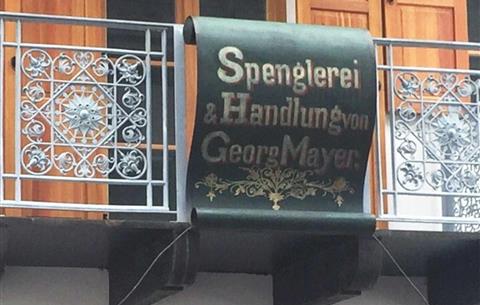 Spenglerei
& Handlung von
Georg Mayer.